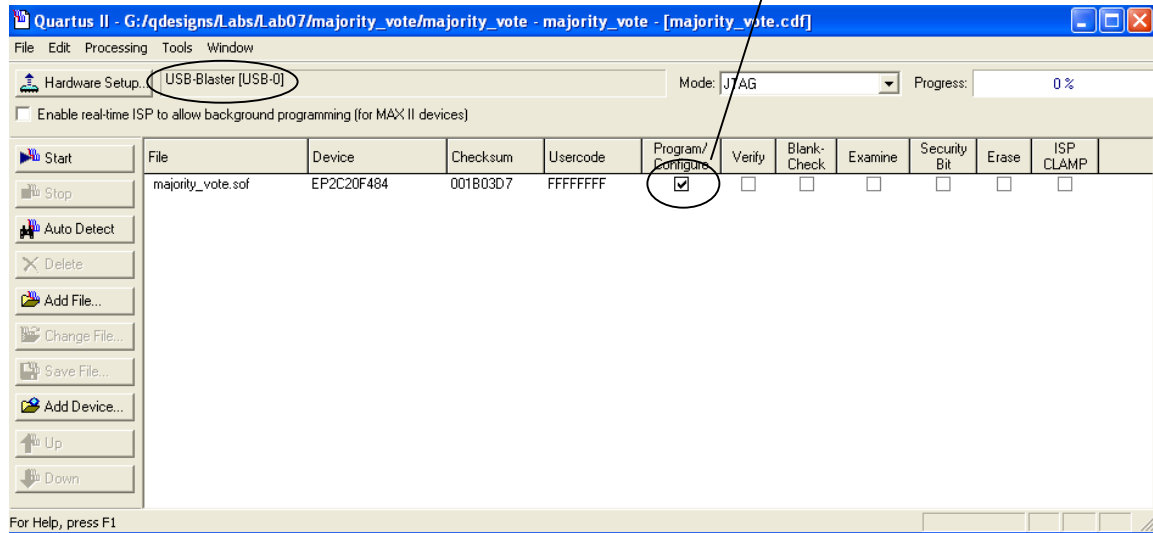 Quartus II - G:/qdesigns/Labs/Lab07/majority_vote/majority_vote - majority_vote - [majority_vote.cdf]
File Edit Processing Tools Window
Hardware Setup... USB-Blaster [USB-0] Mode: JTAG Progress: 0 %
Enable real-time ISP to allow background programming (for MAX II devices)
Start
Stop
Auto Detect
Delete
Add File...
Change File...
Save File...
Add Device...
Up
Down
File Device Checksum Usercode Program/ Configure Verify Blank- Check Examine Security Bit Erase ISP CLAMP
majority_vote.sof EP2C20F484 001B03D7 FFFFFFFF
For Help, press F1